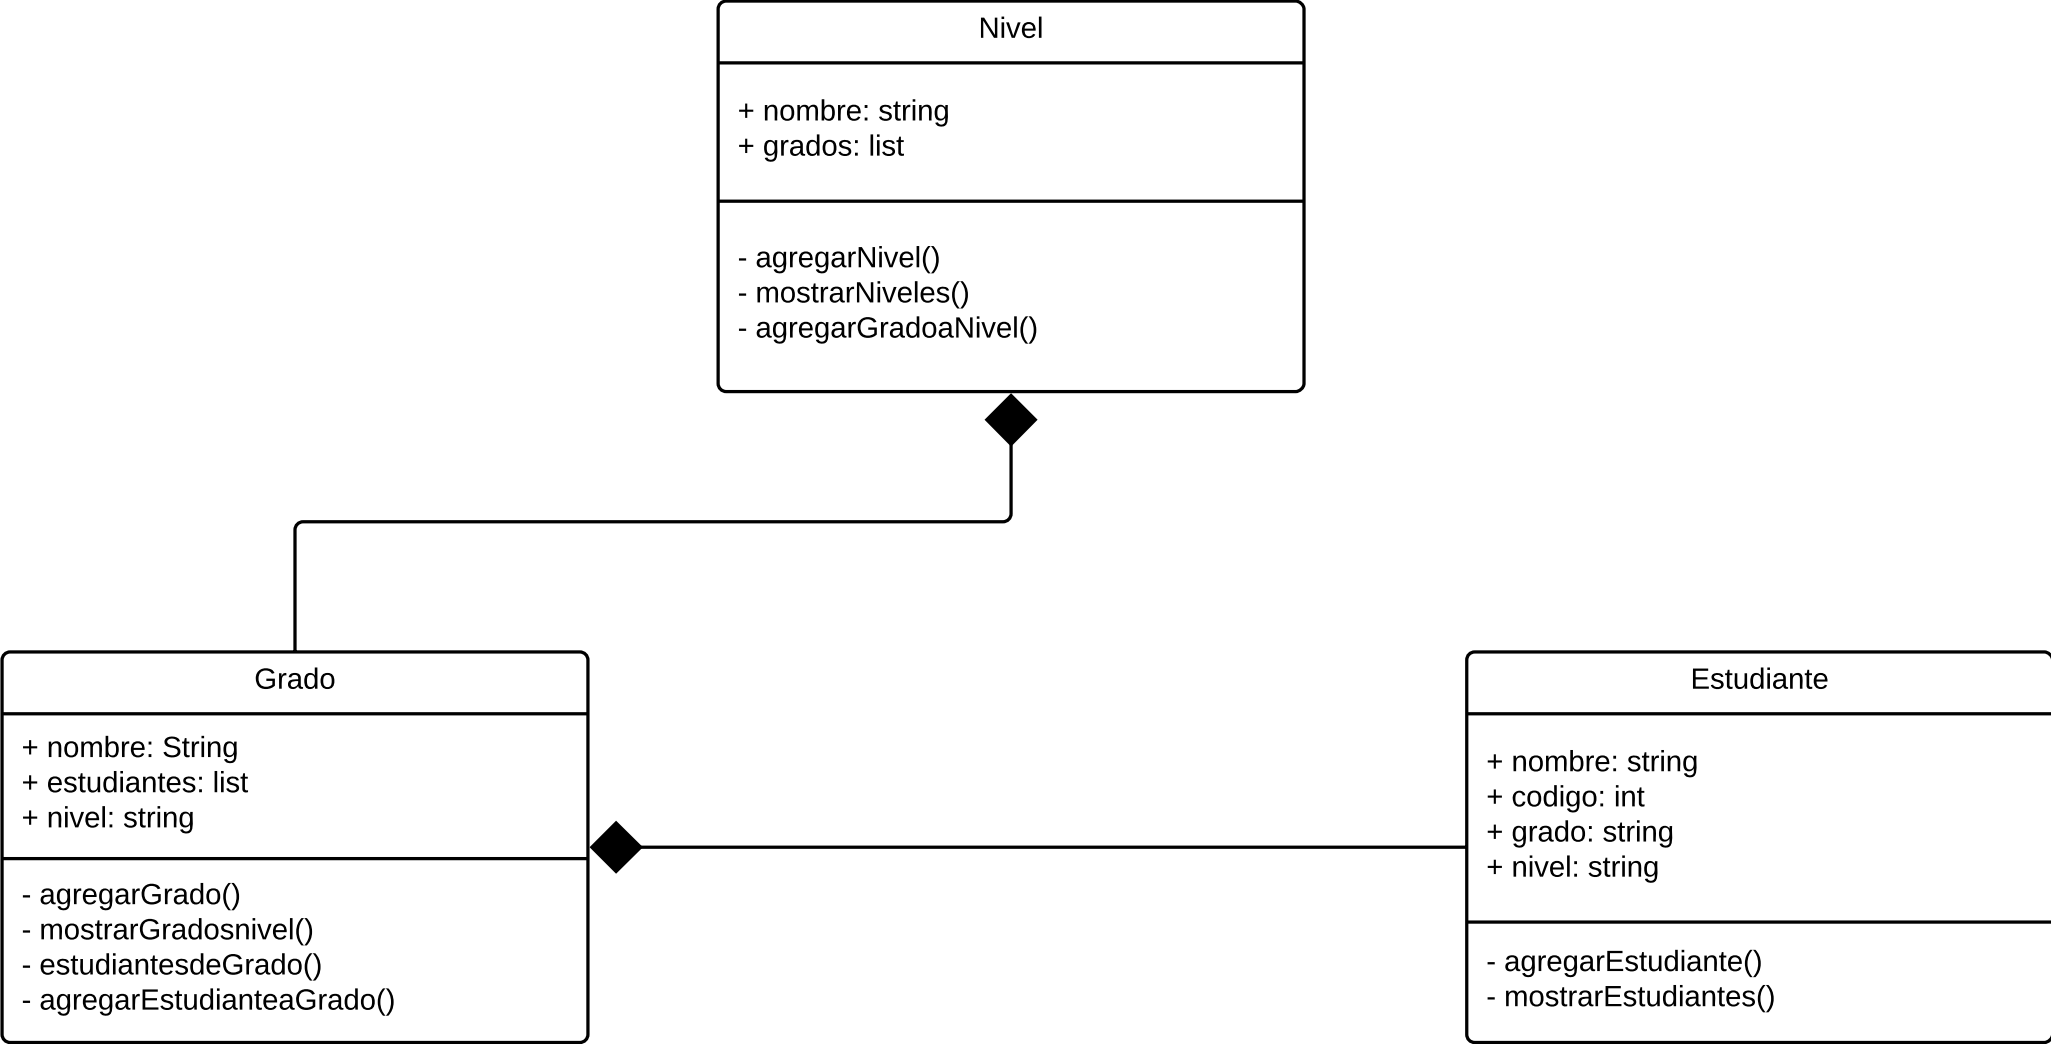 Nivel
+ nombre: string
+ grados: list
- agregarNivel()
- mostrarNiveles()
- agregarGradoaNivel()
Grado
+ nombre: String
+ estudiantes: list
+ nivel: string
- agregarGrado()
- mostrarGradosnivel()
- estudiantesdeGrado()
- agregarEstudianteaGrado()
Estudiante
+ nombre: string
+ codigo: int
+ grado: string
+ nivel: string
- agregarEstudiante()
- mostrarEstudiantes()